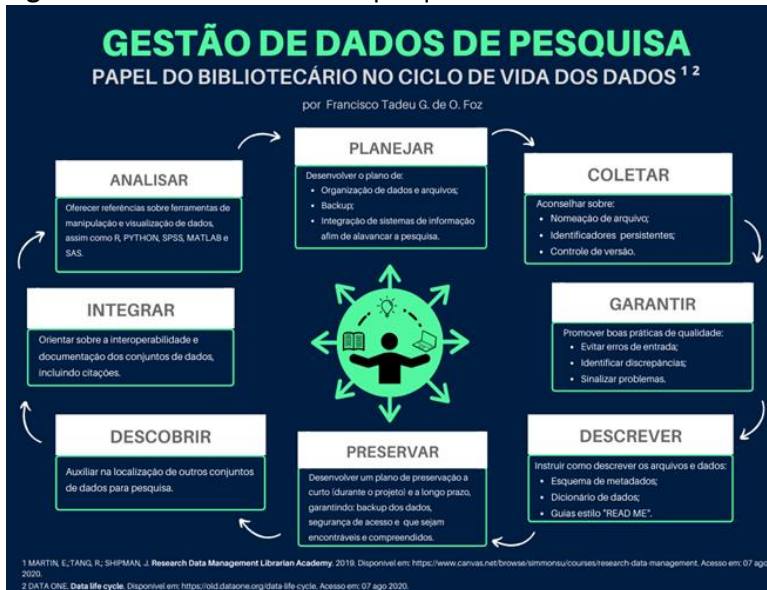 GESTÃO DE DADOS DE PESQUISA
PAPEL DO BIBLIOTECÁRIO NO CICLO DE VIDA DOS DADOS ¹ ²
por Francisco Tadeu G. de O. Foz
PLANEJAR
Desenvolver o plano de:
• Organização de dados e arquivos;
• Backup;
• Integração de sistemas de informação
afim de alavancar a pesquisa.
COLETAR
Aconselhar sobre:
• Nomeação de arquivo;
• Identificadores persistentes;
• Controle de versão.
GARANTIR
Promover boas práticas de qualidade:
• Evitar erros de entrada;
• Identificar discrepâncias;
• Sinalizar problemas.
DESCREVER
Instruir como descrever os arquivos e dados:
• Esquema de metadados;
• Dicionário de dados;
• Guias estilo "READ ME".
PRESERVAR
Desenvolver um plano de preservação a
curto (durante o projeto) e a longo prazo,
garantindo: backup dos dados,
segurança de acesso e que sejam
encontráveis e compreendidos.
DESCOBRIR
Auxiliar na localização de outros conjuntos
de dados para pesquisa.
INTEGRAR
Orientar sobre a interoperabilidade e
documentação dos conjuntos de dados,
incluindo citações.
ANALISAR
Oferecer referências sobre ferramentas de
manipulação e visualização de dados,
assim como R, PYTHON, SPSS, MATLAB e
SAS.
1 MARTIN, E.;TANG, R.; SHIPMAN, J. Research Data Management Librarian Academy. 2019. Disponível em: https://www.canvas.net/browse/simmonsu/courses/research-data-management. Acesso em: 07 ago
2020.
2 DATA ONE. Data life cycle. Disponível em: https://old.dataone.org/data-life-cycle. Acesso em: 07 ago 2020.